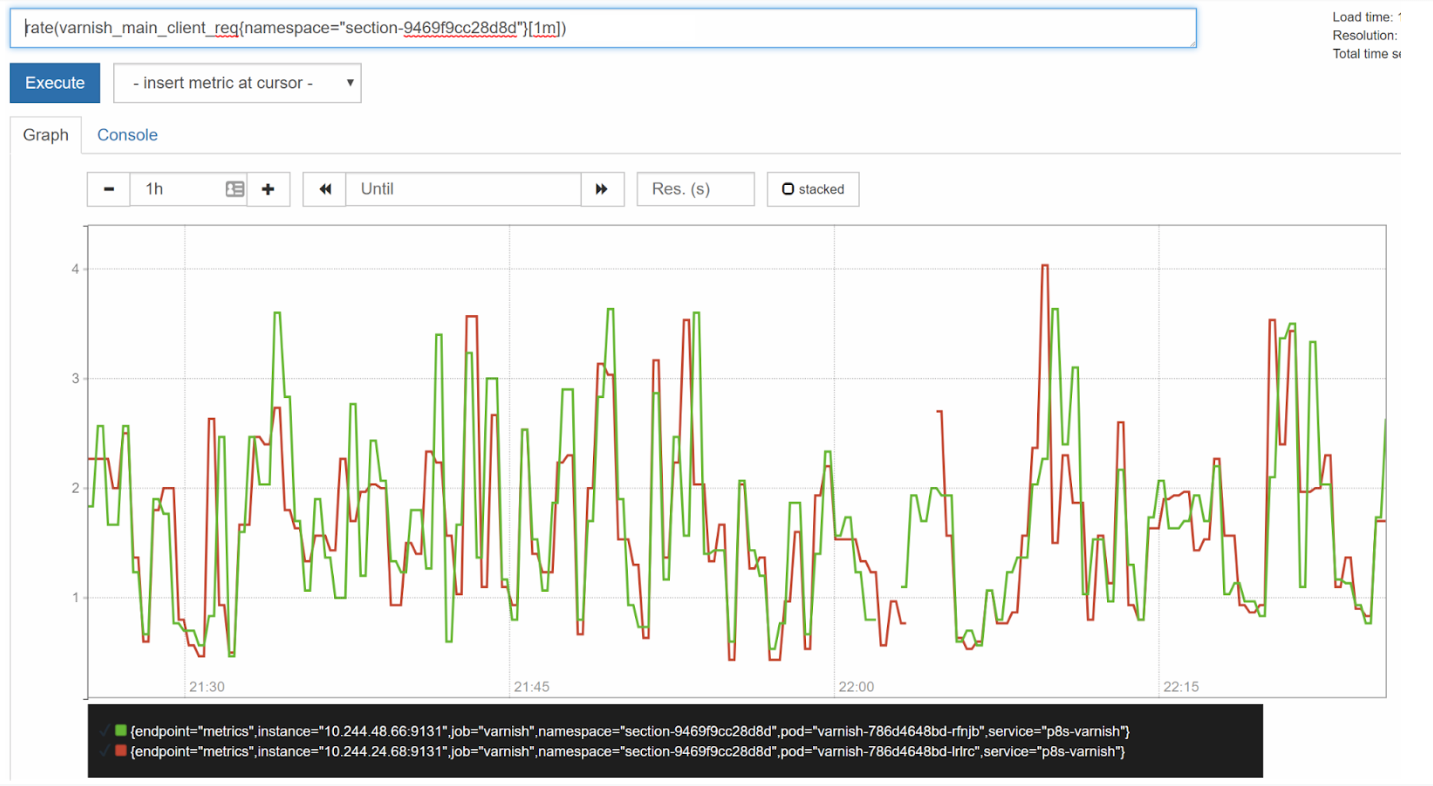 rate(varnish_main_client_req{namespace="section-9469f9cc28d8d"}[1m])
Load time:
Resolution:
Total time
Execute
- insert metric at cursor -
Graph
Console
1h
Until
Res. (s)
stacked
4
3
2
1
21:30
21:45
22:00
22:15
{endpoint="metrics",instance="10.244.48.66:9131",job="varnish",namespace="section-9469f9cc28d8d",pod="varnish-786d4648bd-rfnjb",service="p8s-varnish"}
{endpoint="metrics",instance="10.244.24.68:9131",job="varnish",namespace="section-9469f9cc28d8d",pod="varnish-786d4648bd-lrlrc",service="p8s-varnish"}